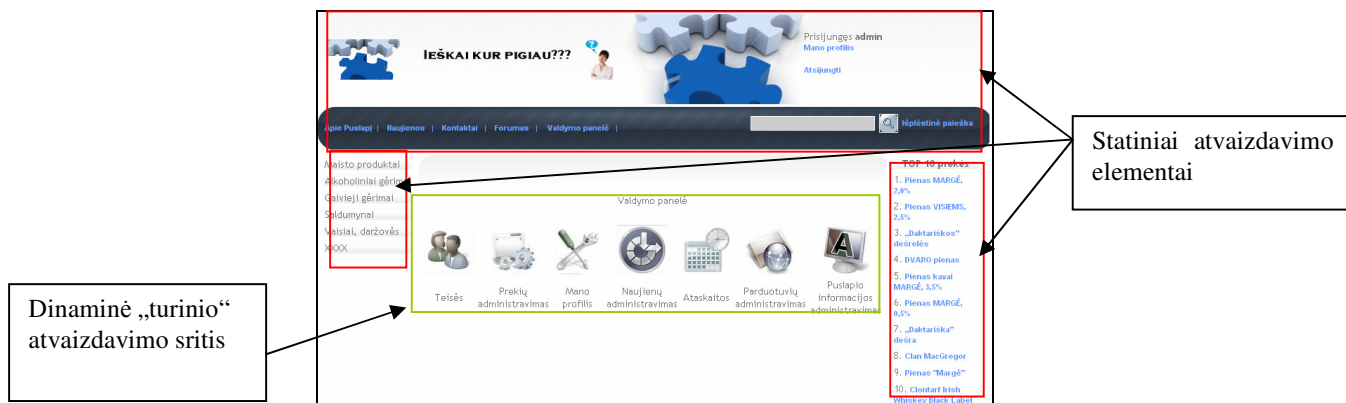 Prisijungęs admin
Mano profilis
IEŠKAI KUR PIGIAU???
Atsijungti
Apie Puslapį | Naujienos | Kontaktai | Forumas | Valdymo panelė |
Išplėstinė paieška
Maisto produktai
Alkoholiniai gėrim
Gaivieji gėrimai
Saldumynai
Vaisiai, daržovės
XXXX
Valdymo panelė
Teisės
Prekių
administravimas
Mano
profilis
Naujienų
administravimas
Ataskaitos
Parduotuvių
administravimas
Puslapio
informacijos
administravimas
TOP 10 prekės
1. Pienas MARGĖ,
2,0%
2. Pienas VISIEMS,
2,5%
3. „Daktariškos"
dešrelės
4. DVARO pienas
5. Pienas kavai
MARGĖ, 3,5%
6. Pienas MARGĖ,
0,5%
7. „Daktariška"
dešra
8. Clan MacGregor
9. Pienas "Margė"
10. Clontarf Irish
Whiskey Black Label
Statiniai atvaizdavimo
elementai
Dinaminė „turinio“
atvaizdavimo sritis